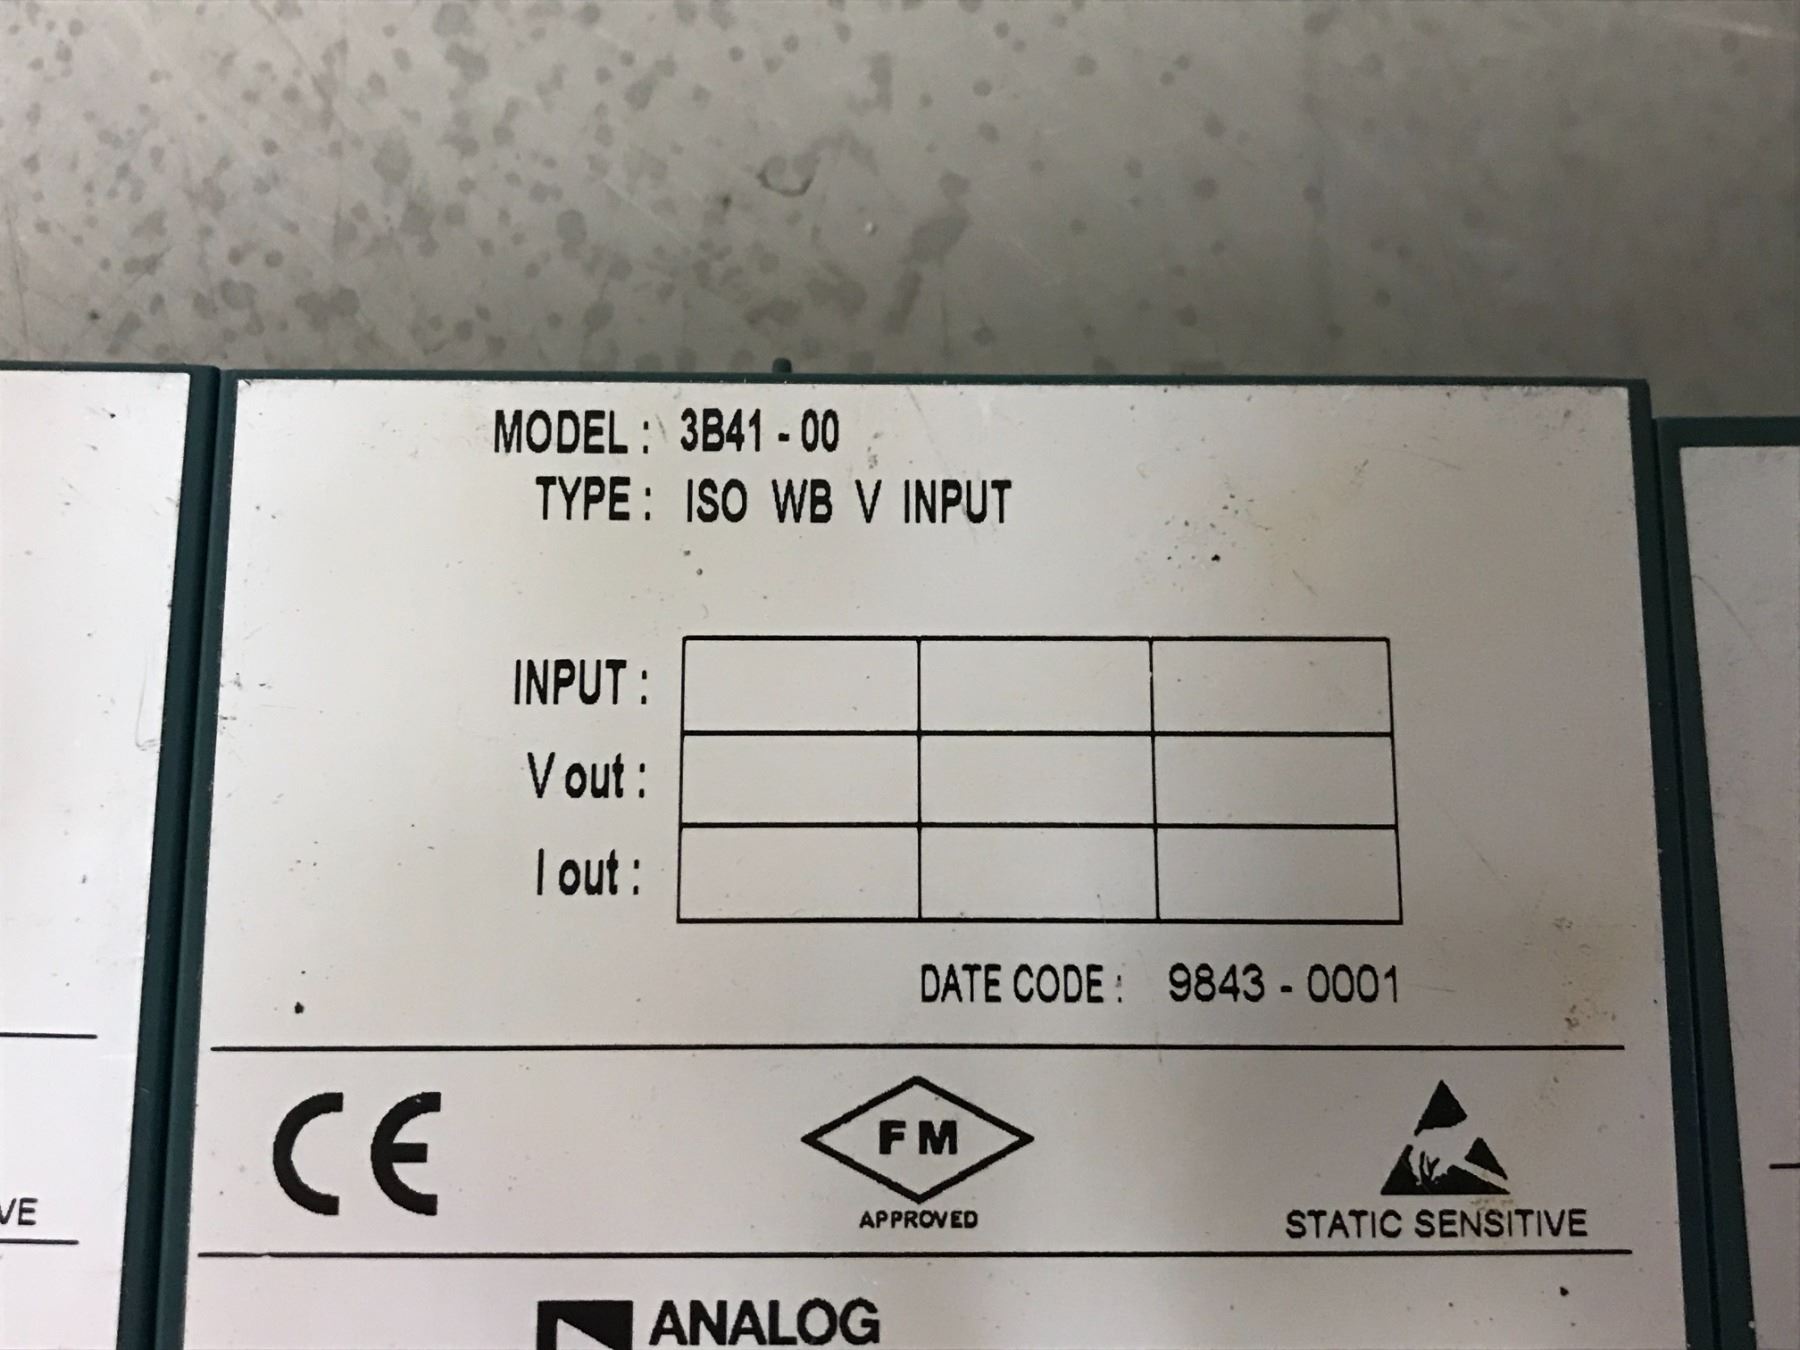 MODEL : 3B41 - 00
TYPE : ISO WB V INPUT
INPUT :
V out :
I out :
DATE CODE : 9843 - 0001
CE
FM
APPROVED
STATIC SENSITIVE
VE
ANALOG